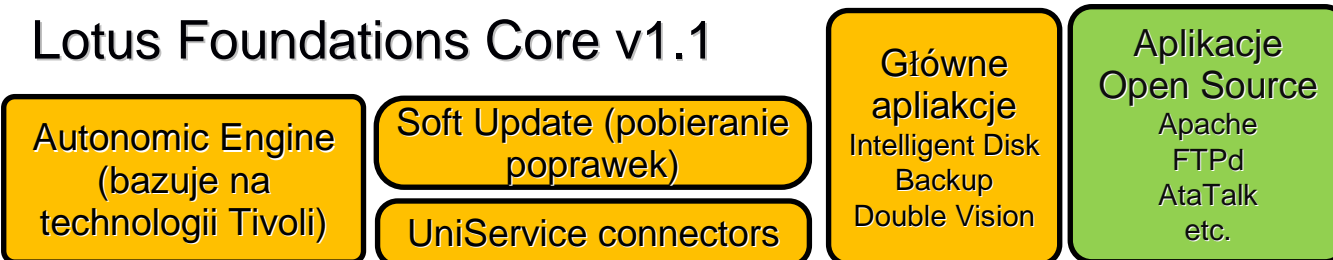 Lotus Foundations Core v1.1
Autonomic Engine
(bazuje na
technologii Tivoli)
Soft Update (pobieranie
poprawek)
UniService connectors
Główne
apliakcje
Intelligent Disk
Backup
Double Vision
Aplikacje
Open Source
Apache
FTPd
AtaTalk
etc.